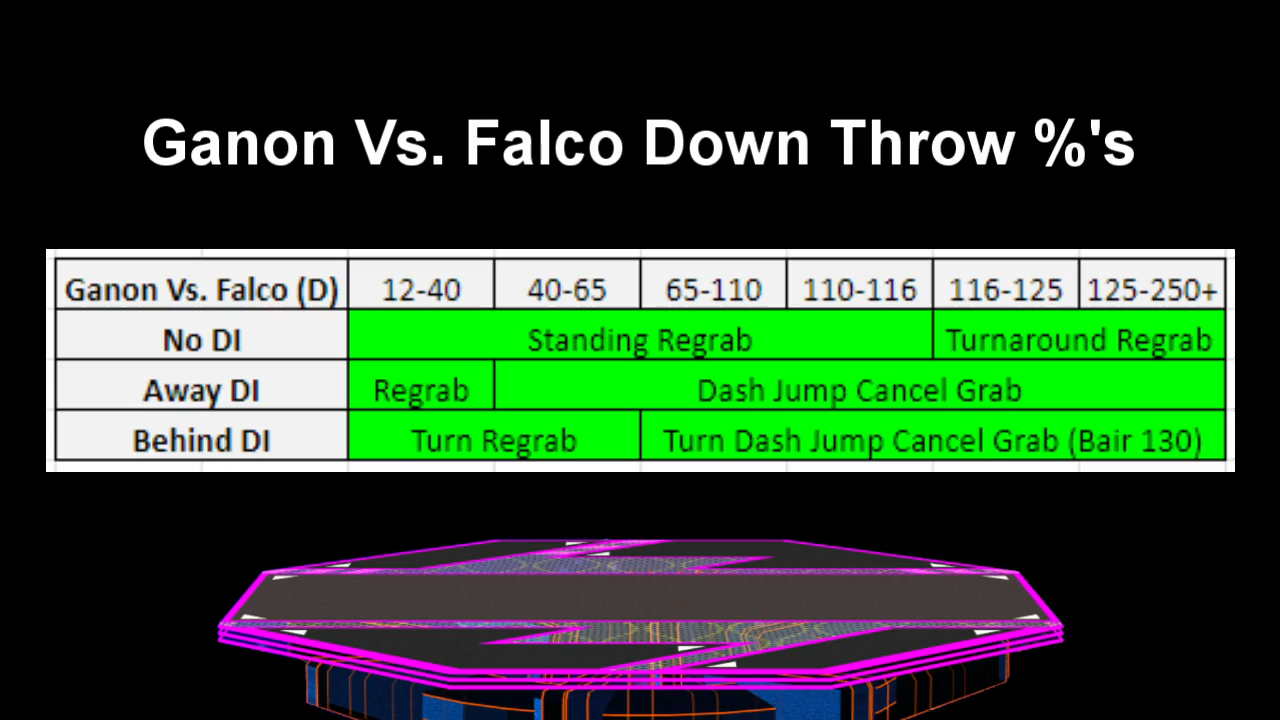 Ganon Vs. Falco Down Throw %'s
Ganon Vs. Falco (D) 12-40 40-65 65-110 110-116 116-125 125-250+
No DI Standing Regrab Turnaround Regrab
Away DI Regrab Dash Jump Cancel Grab
Behind DI Turn Regrab Turn Dash Jump Cancel Grab (Bair 130)